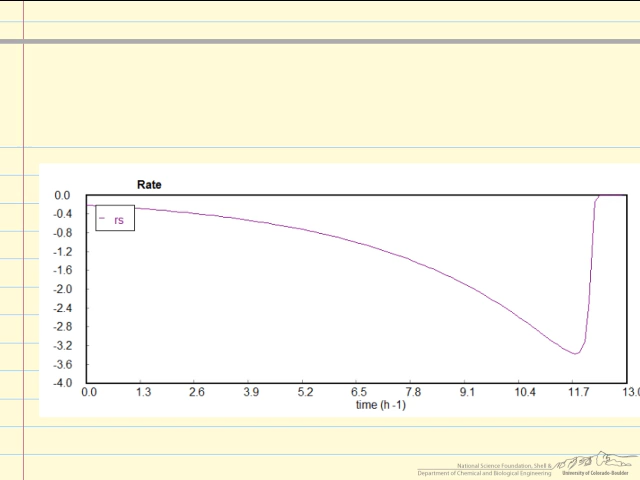 Rate
0.0
-0.4
-0.8
-1.2
-1.6
-2.0
-2.4
-2.8
-3.2
-3.6
-4.0
– rs
0.0 1.3 2.6 3.9 5.2 6.5 7.8 9.1 10.4 11.7 13.0
time (h -1)
National Science Foundation, Shell &
Department of Chemical and Biological Engineering
University of Colorado-Boulder